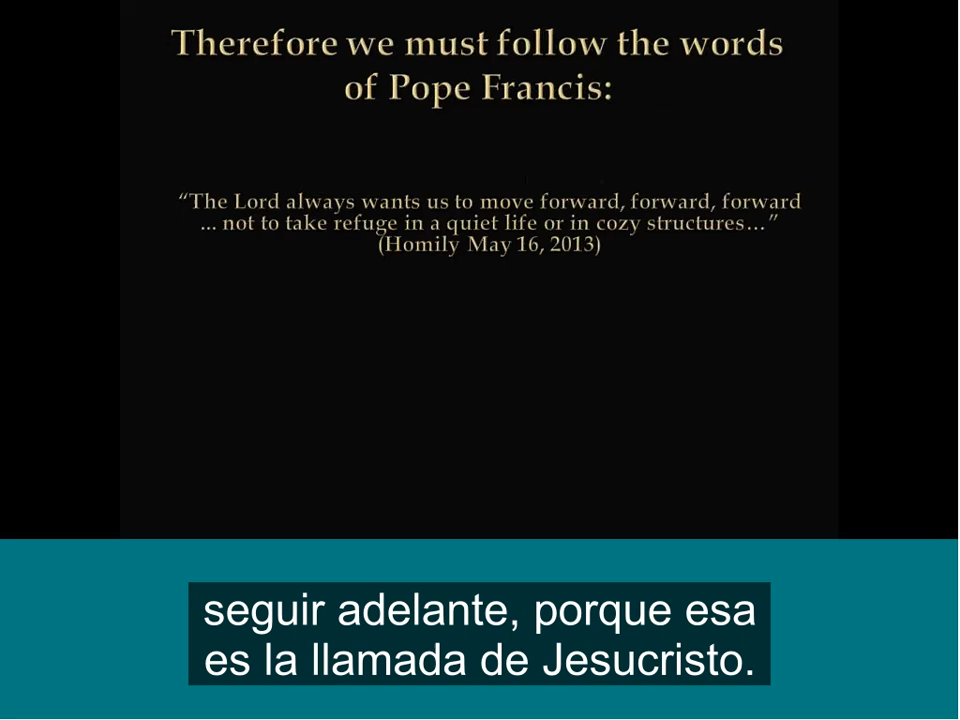 Therefore we must follow the words
of Pope Francis:
“The Lord always wants us to move forward, forward, forward
... not to take refuge in a quiet life or in cozy structures…”
(Homily May 16, 2013)
seguir adelante, porque esa
es la llamada de Jesucristo.